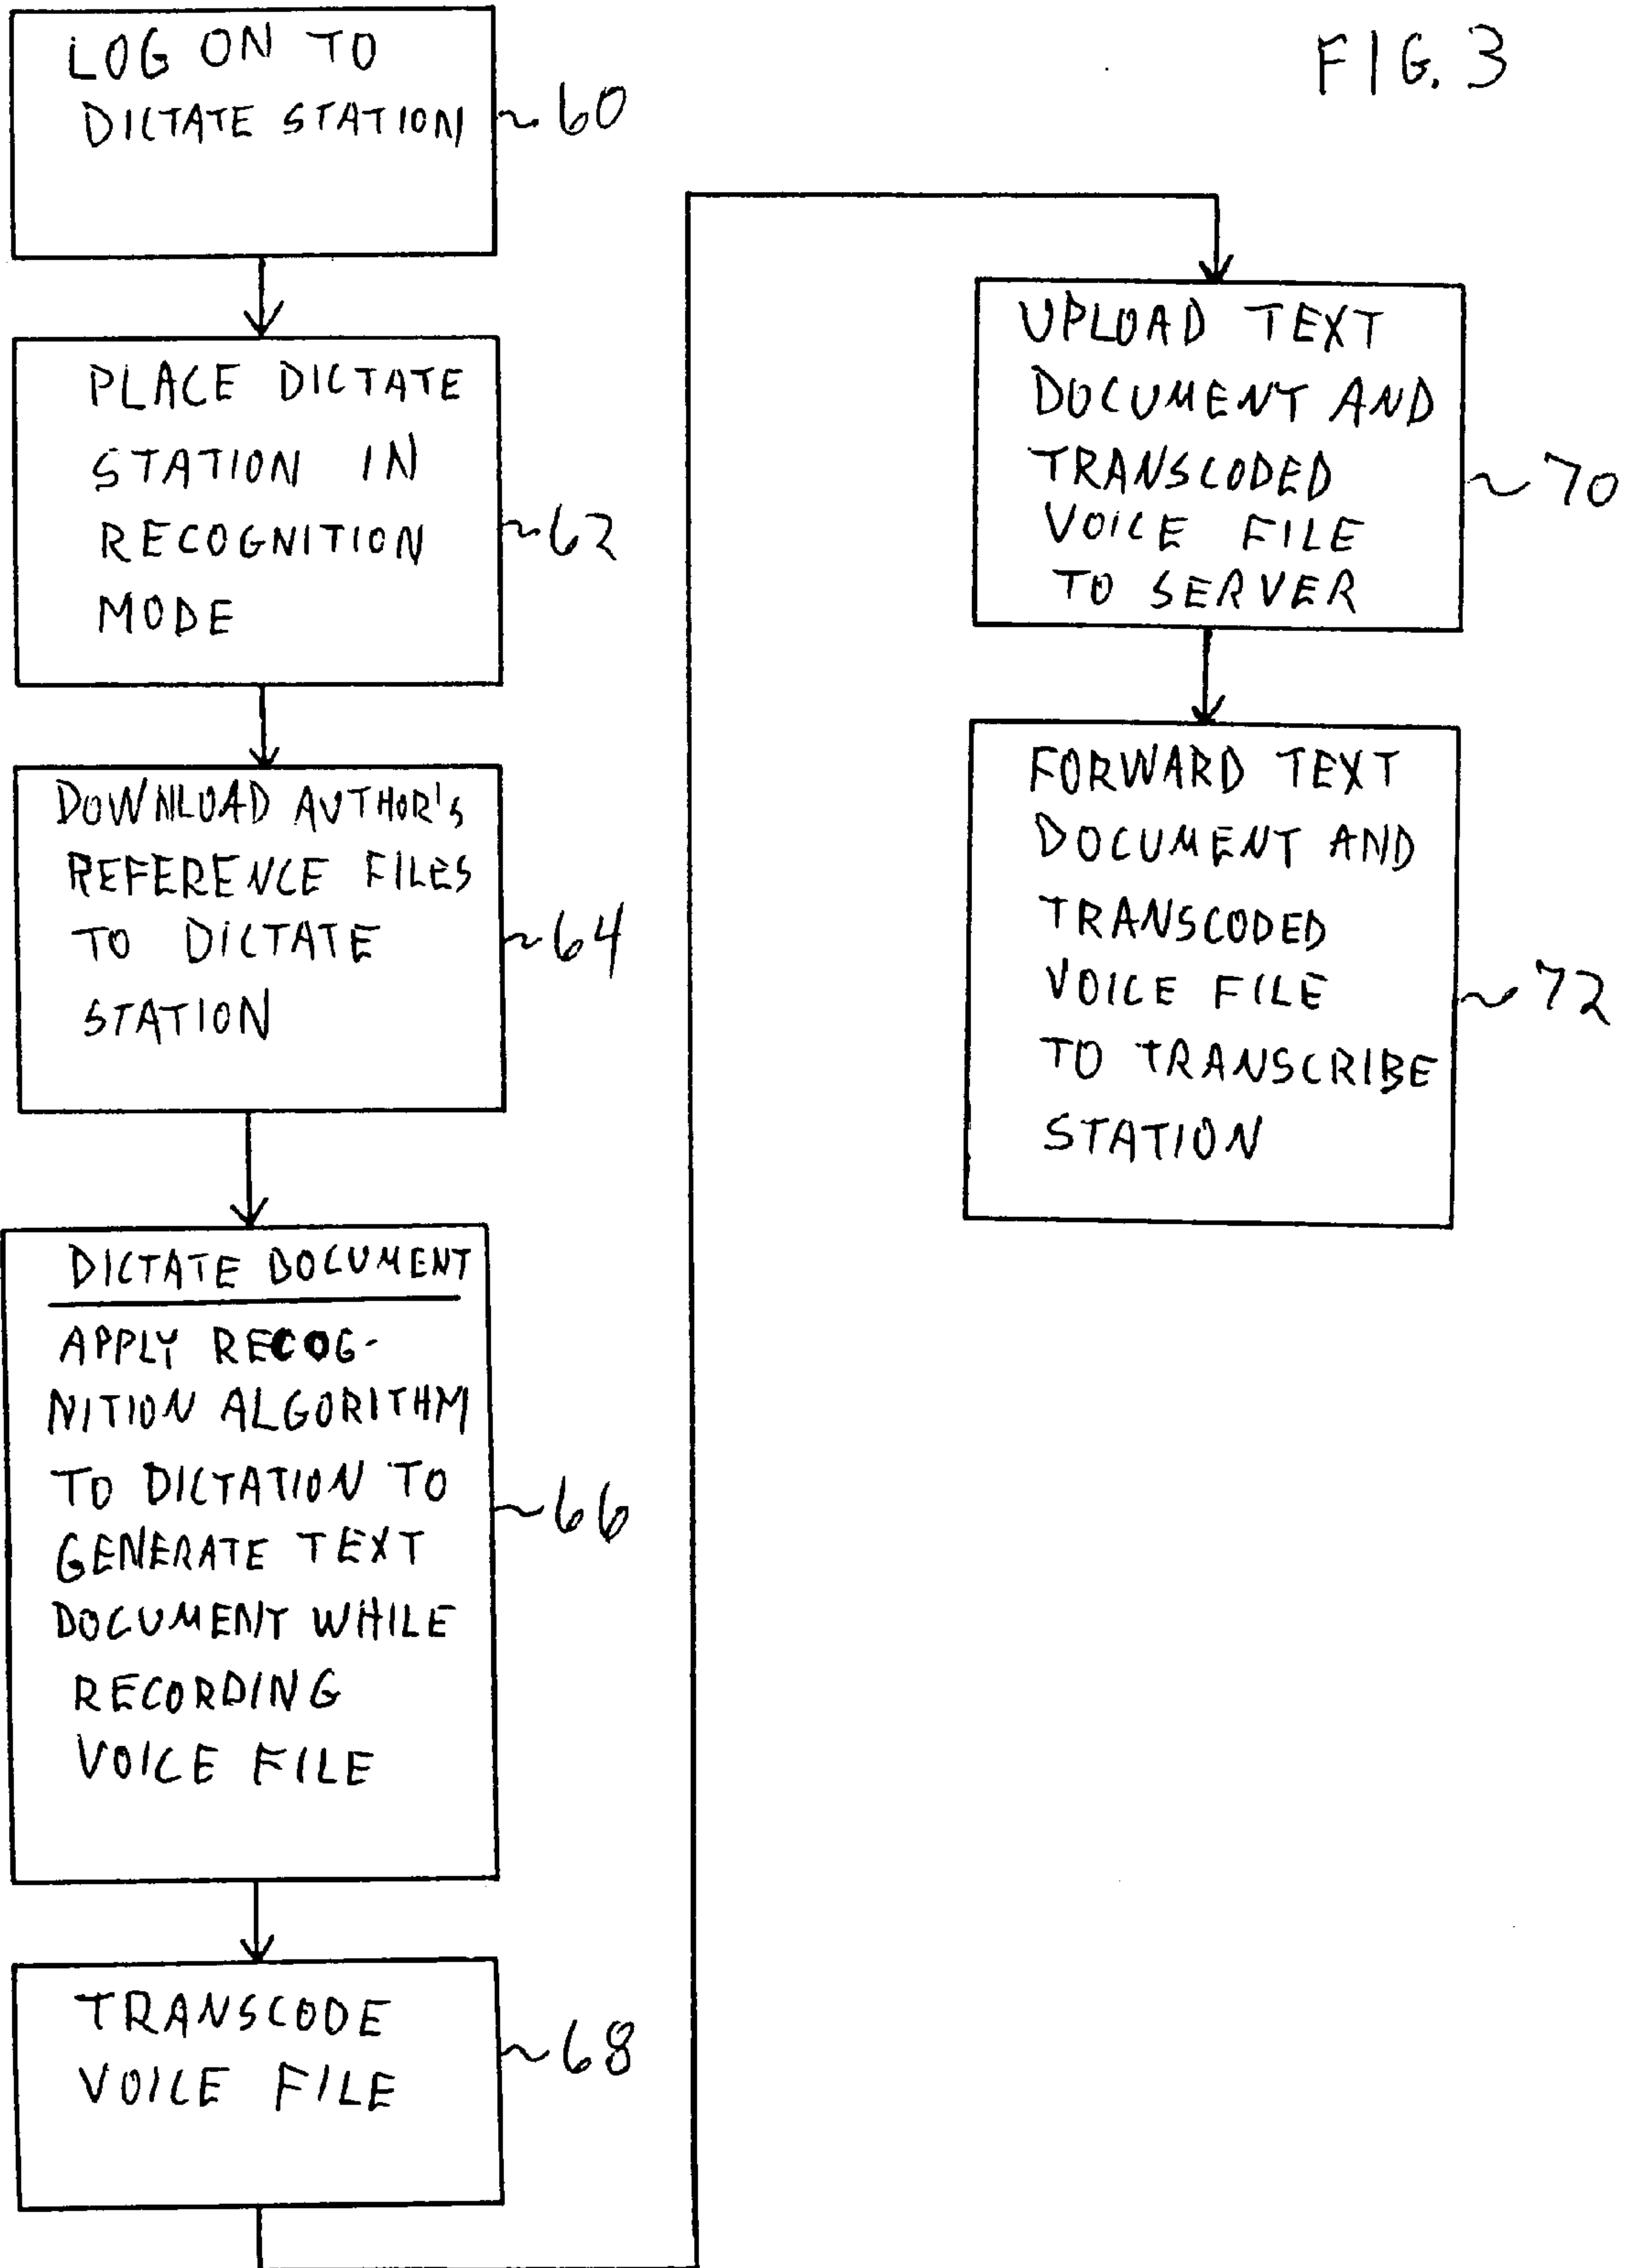 FIG. 3
LOG ON TO
DICTATE STATION
~60
PLACE DICTATE
STATION IN
RECOGNITION
MODE
~62
DOWNLOAD AUTHOR'S
REFERENCE FILES
TO DICTATE
STATION
~64
DICTATE DOCUMENT
APPLY RECOG-
NITION ALGORITHM
TO DICTATION TO
GENERATE TEXT
DOCUMENT WHILE
RECORDING
VOICE FILE
~66
TRANSCODE
VOICE FILE
~68
UPLOAD TEXT
DOCUMENT AND
TRANSCODED
VOICE FILE
TO SERVER
~70
FORWARD TEXT
DOCUMENT AND
TRANSCODED
VOICE FILE
TO TRANSCRIBE
STATION
~72